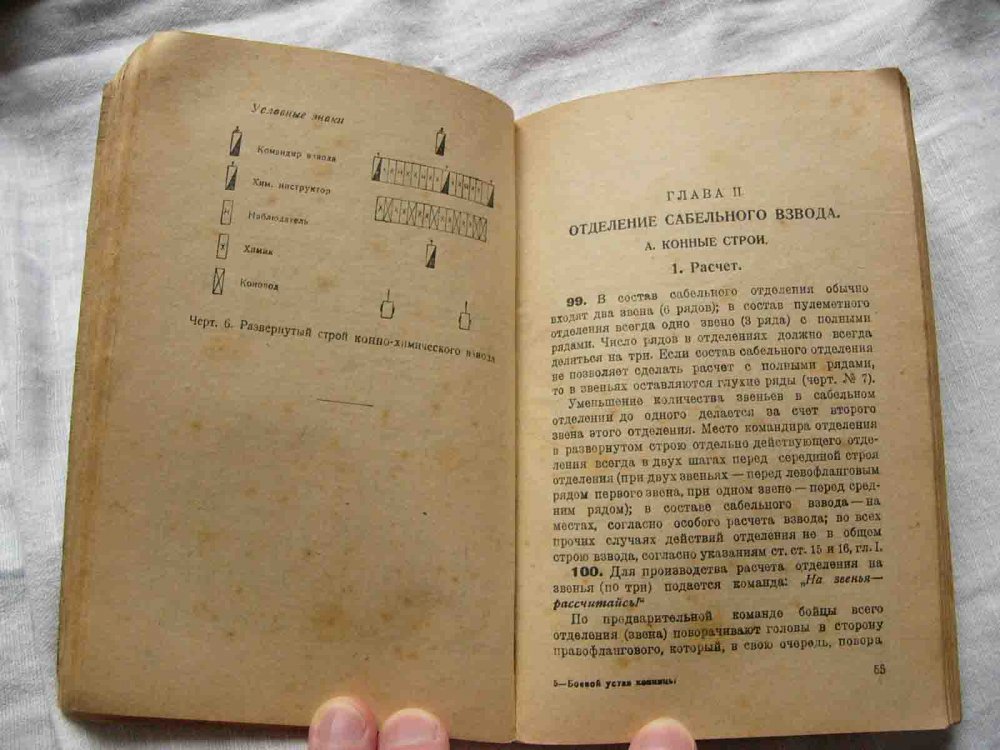 Условные знаки
Командир взвода
Хим. инструктор
Наблюдатель
Химик
Коновод
Черт. 6. Развернутый строй конно-химического взвода
ГЛАВА II.
ОТДЕЛЕНИЕ САБЕЛЬНОГО ВЗВОДА.
А. КОННЫЕ СТРОИ.
1. Расчет.
99. В состав сабельного отделения обычно
входят два звена (6 рядов); в состав пулеметного
отделения всегда одно звено (3 ряда) с полными
рядами. Число рядов в отделениях должно всегда
делиться на три. Если состав сабельного отделения
не позволяет сделать расчет с полными рядами,
то в звеньях оставляются глухие ряды (черт. № 7).
Уменьшение количества звеньев в сабельном
отделении до одного делается за счет второго
звена этого отделения. Место командира отделения
в развернутом строю отдельно действующего отде-
ления всегда в двух шагах перед серединой строя
отделения (при двух звеньях — перед левофланговым
рядом первого звена, при одном звене — перед сред-
ним рядом); в составе сабельного взвода — на
местах, согласно особого расчета взвода; во всех
прочих случаях действий отделения не в общем
строю взвода, согласно указаниям ст. ст. 15 и 16, гл. I.
100. Для производства расчета отделения на
звенья (по три) подается команда: „На звенья—
рассчитайсь!"
По предварительной команде бойцы всего
отделения (звена) поворачивают головы в сторону
правофлангового, который, в свою очередь, повора
5—Боевой устав конницы
65